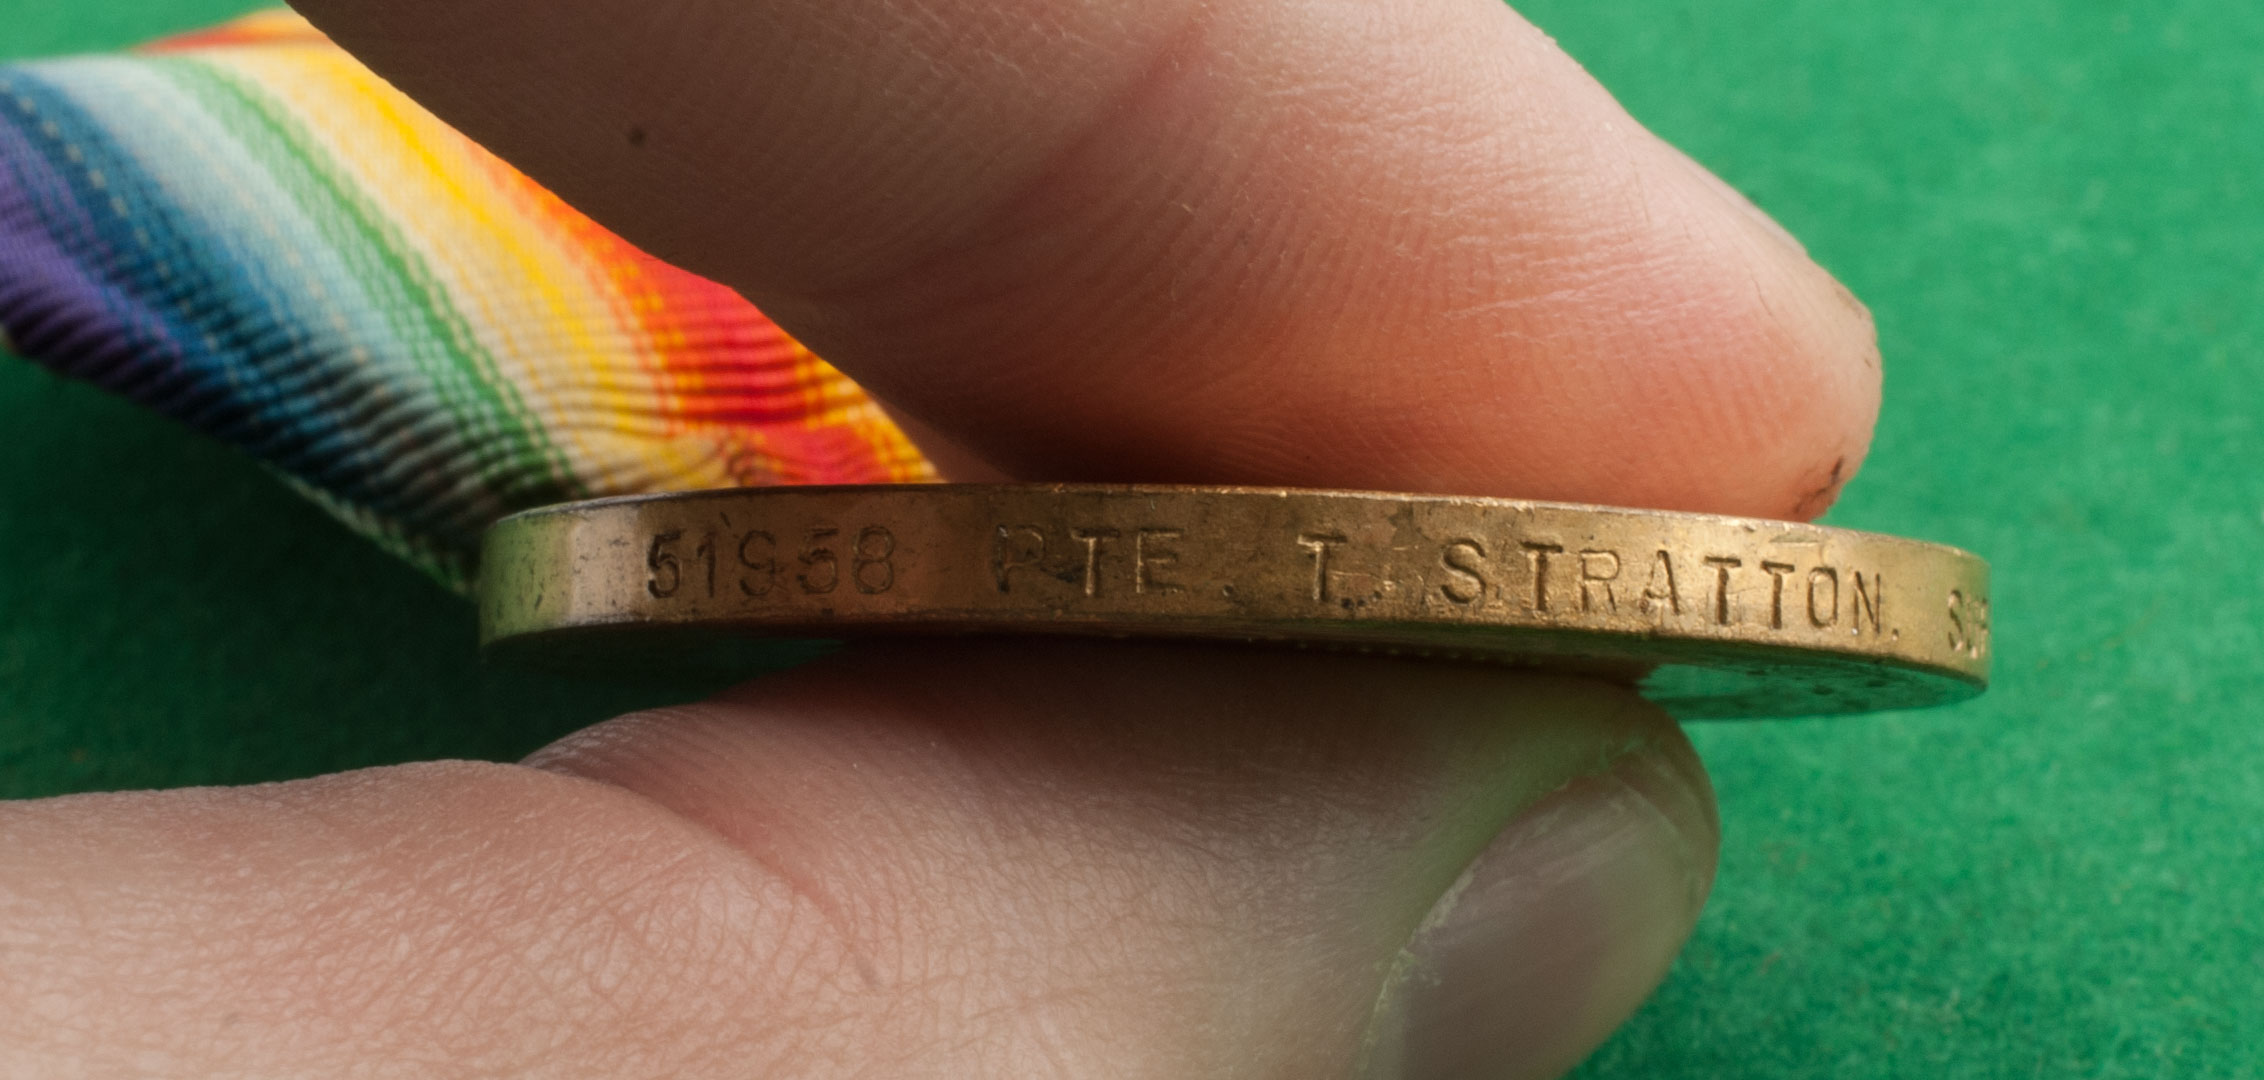 51958 PTE. T. STRATTON.